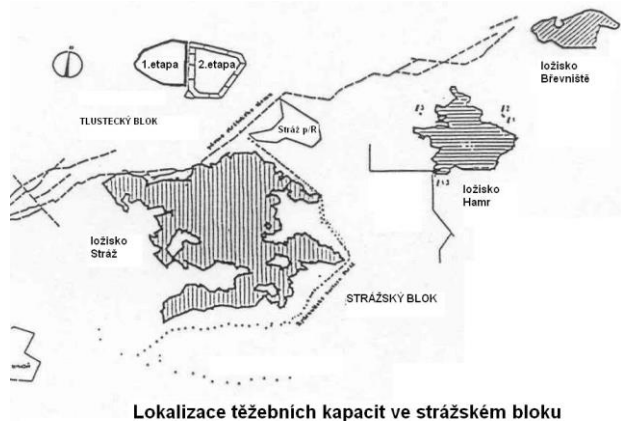 1.etapa
2.etapa
ložisko
Břevniště
TLUSTECKÝ BLOK
Stráž p/R
ložisko
Hamr
ložisko
Stráž
STRÁŽSKÝ BLOK
Lokalizace těžebních kapacit ve strážském bloku